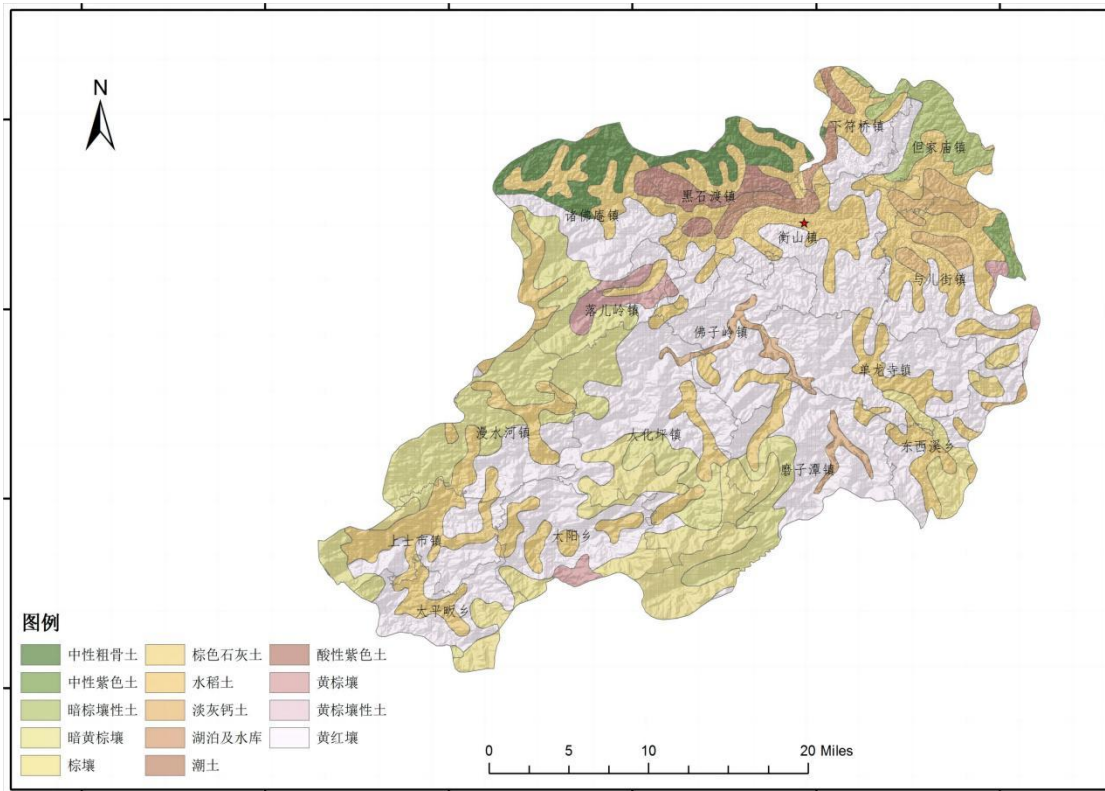 N
下符桥镇
但家庙镇
黑石渡镇
诸佛庵镇
衡山镇
与儿街镇
落儿岭镇
佛子岭镇
单龙寺镇
漫水河镇
大化坪镇
东西溪乡
磨子潭镇
上土市镇
太阳乡
太平畈乡
图例
中性粗骨土
棕色石灰土
酸性紫色土
中性紫色土
水稻土
黄棕壤
暗棕壤性土
淡灰钙土
黄棕壤性土
暗黄棕壤
湖泊及水库
黄红壤
棕壤
潮土
0 5 10 20 Miles